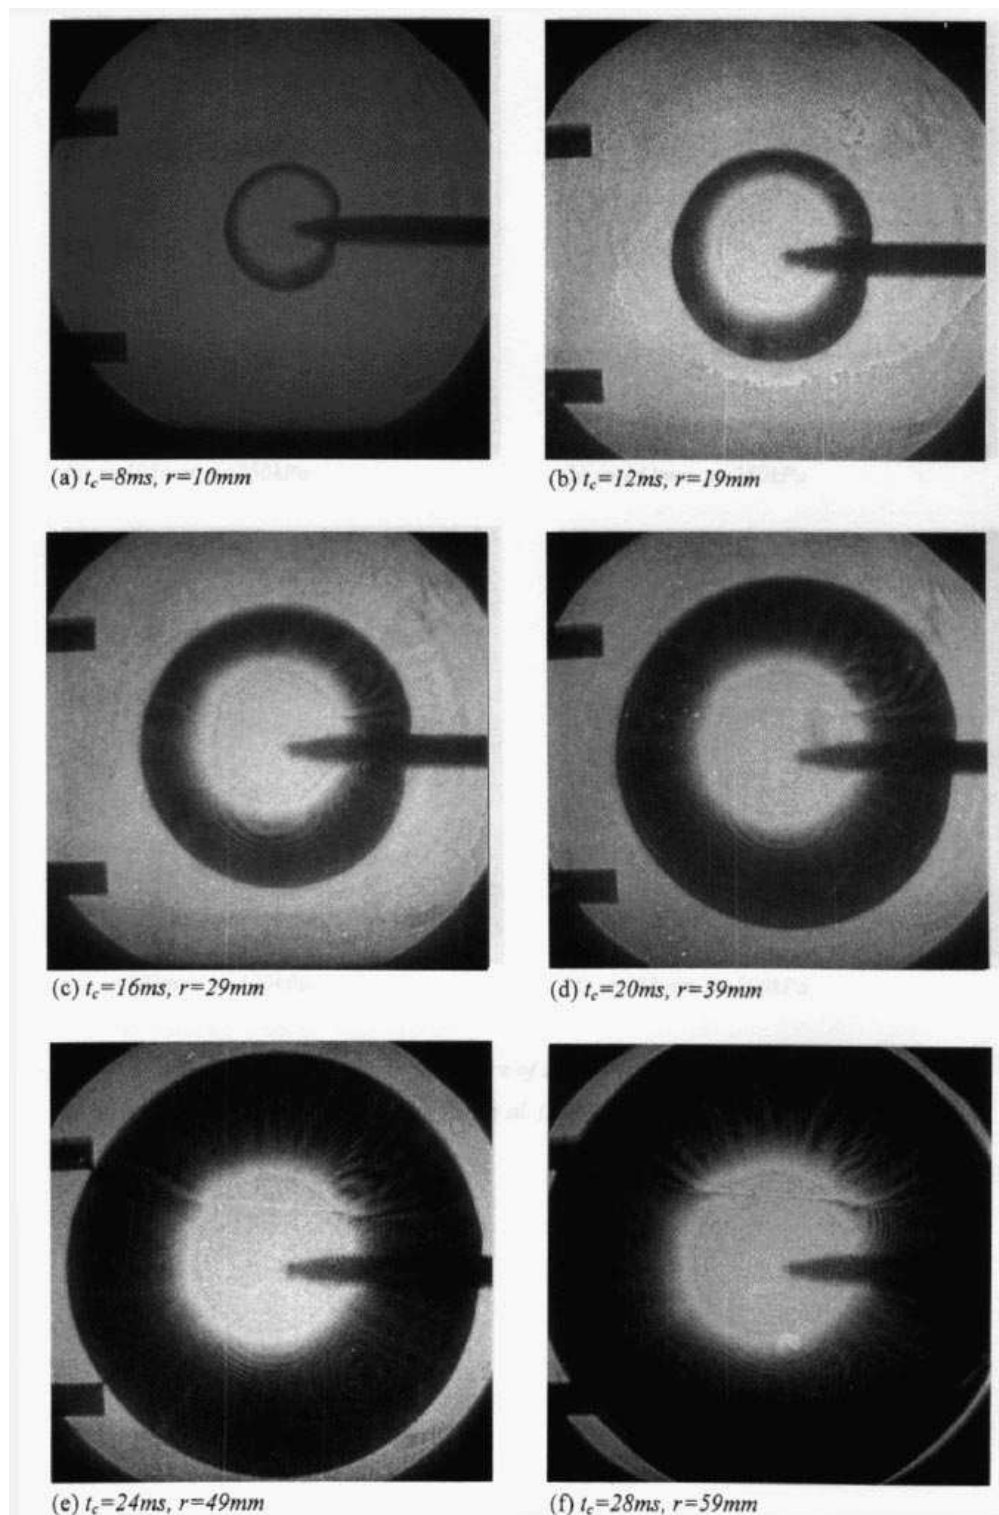 (a) t_c=8ms, r=10mm
(b) t_c=12ms, r=19mm
(c) t_c=16ms, r=29mm
(d) t_c=20ms, r=39mm
(e) t_c=24ms, r=49mm
(f) t_c=28ms, r=59mm